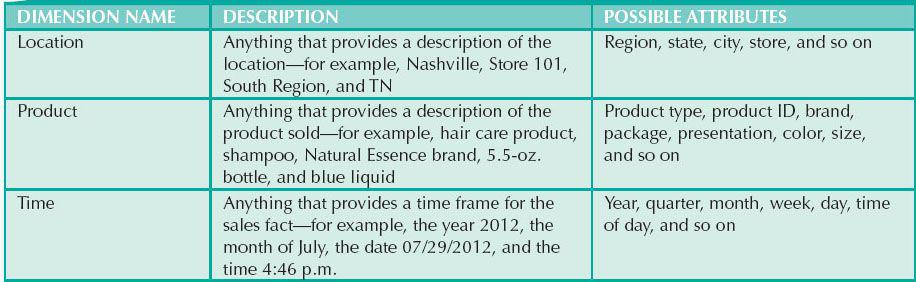 DIMENSION NAME DESCRIPTION POSSIBLE ATTRIBUTES
Location Anything that provides a description of the Region, state, city, store, and so on
location—for example, Nashville, Store 101,
South Region, and TN
Product Anything that provides a description of the Product type, product ID, brand,
product sold—for example, hair care product, package, presentation, color, size,
shampoo, Natural Essence brand, 5.5-oz. and so on
bottle, and blue liquid
Time Anything that provides a time frame for the Year, quarter, month, week, day, time
sales fact—for example, the year 2012, the of day, and so on
month of July, the date 07/29/2012, and the
time 4:46 p.m.